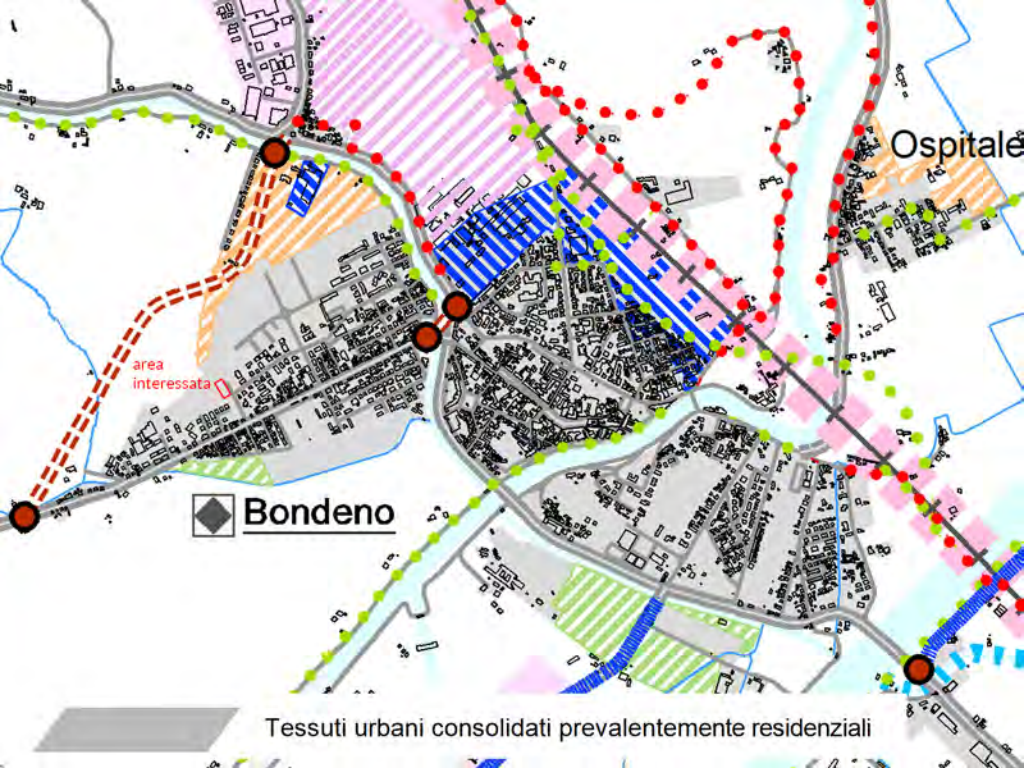 Ospitale
area
interessata
Bondeno
Tessuti urbani consolidati prevalentemente residenziali